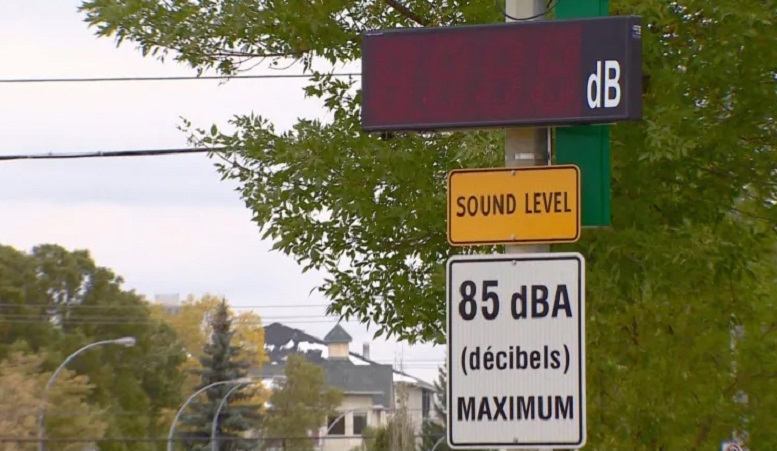 dB
SOUND LEVEL
85 dBA
(décibels)
MAXIMUM